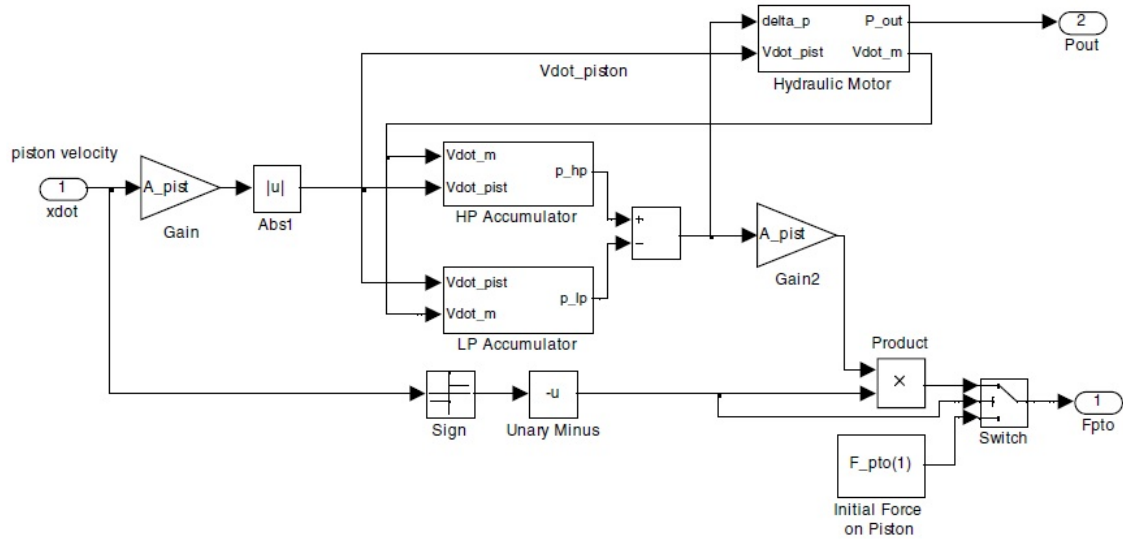 delta_p
P_out
2
Vdot_pist
Vdot_m
Pout
Vdot_piston
Hydraulic Motor
piston velocity
Vdot_m
p_hp
1
A_pist
|u|
Vdot_pist
xdot
Gain
Abs1
HP Accumulator
+
−
A_pist
Vdot_pist
p_lp
Gain2
Vdot_m
LP Accumulator
Product
×
-u
1
Sign
Unary Minus
Switch
Fpto
F_pto(1)
Initial Force
on Piston